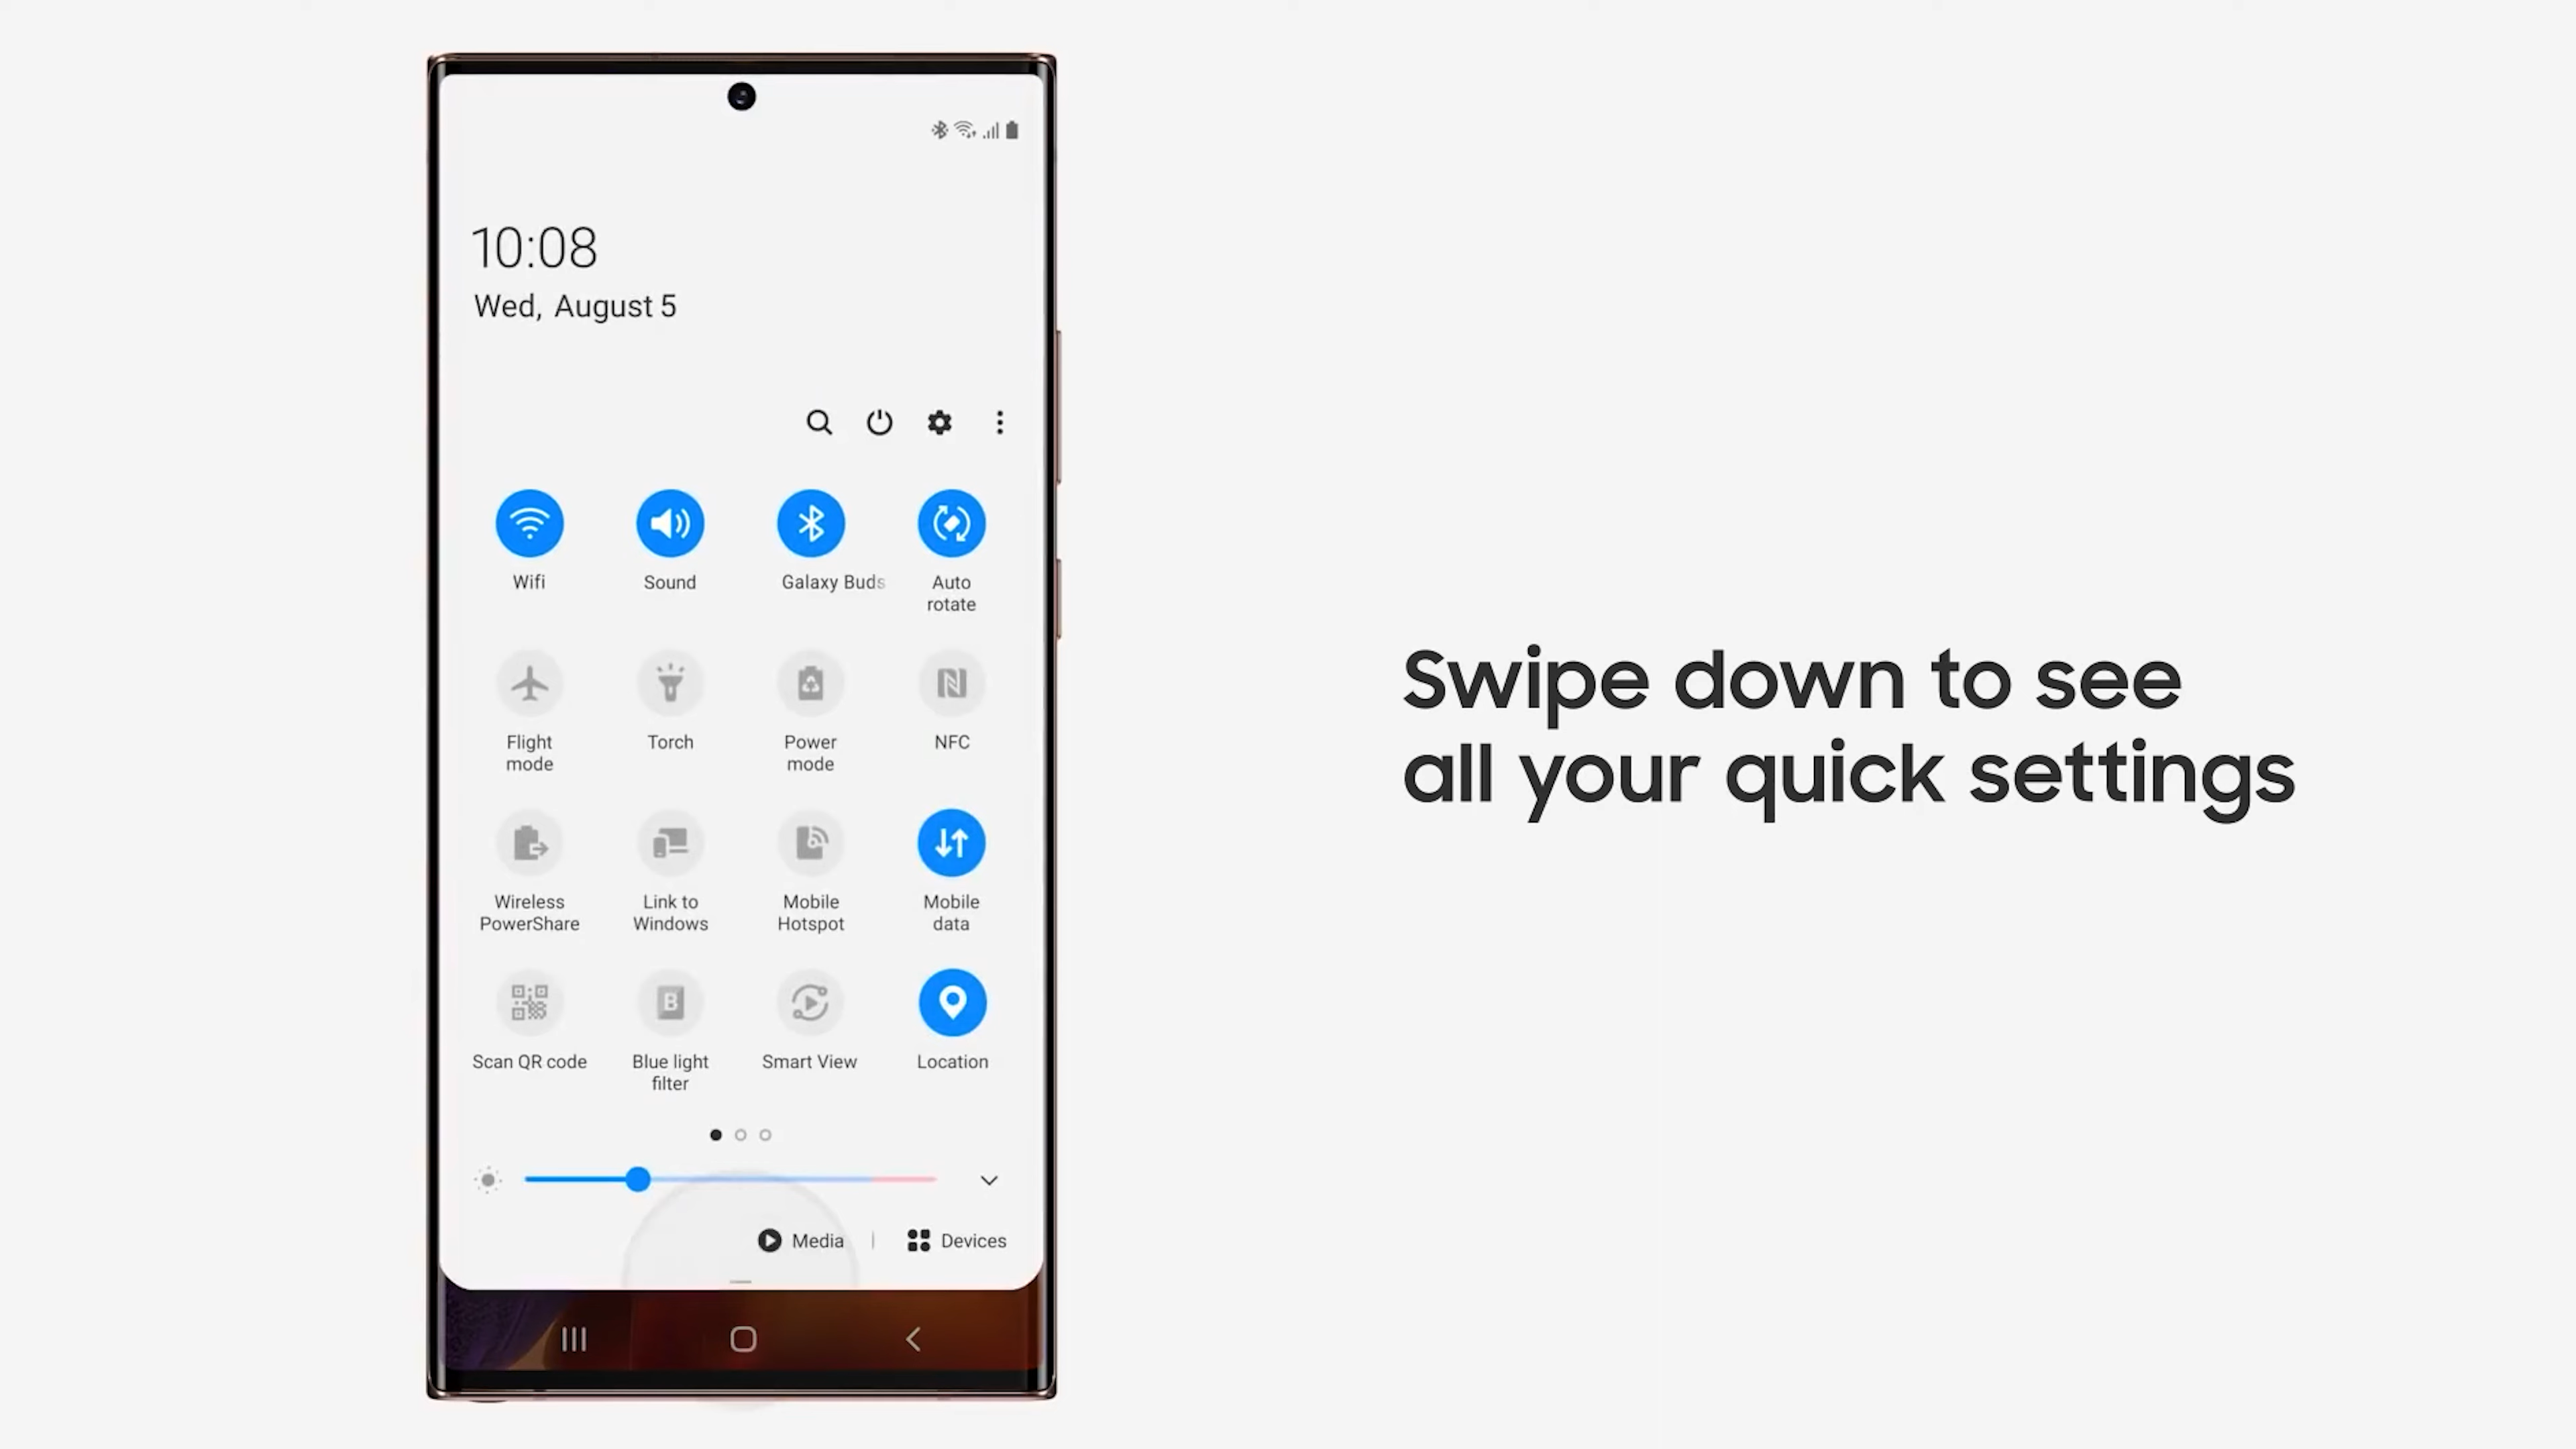 10:08
Wed, August 5
Wifi
Sound
Galaxy Buds
Auto
rotate
Flight
mode
Torch
Power
mode
NFC
Wireless
PowerShare
Link to
Windows
Mobile
Hotspot
Mobile
data
Scan QR code
Blue light
filter
Smart View
Location
Media
Devices
Swipe down to see
all your quick settings